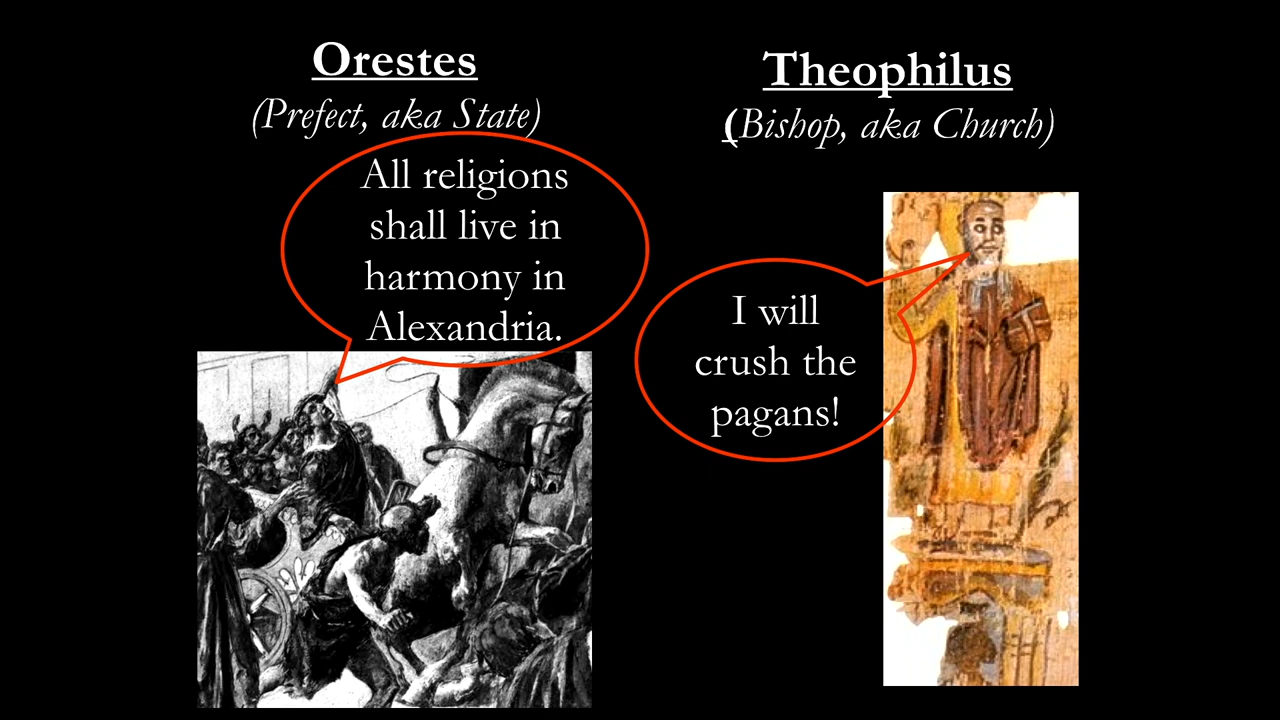 Orestes
(Prefect, aka State)
All religions
shall live in
harmony in
Alexandria.
Theophilus
(Bishop, aka Church)
I will
crush the
pagans!